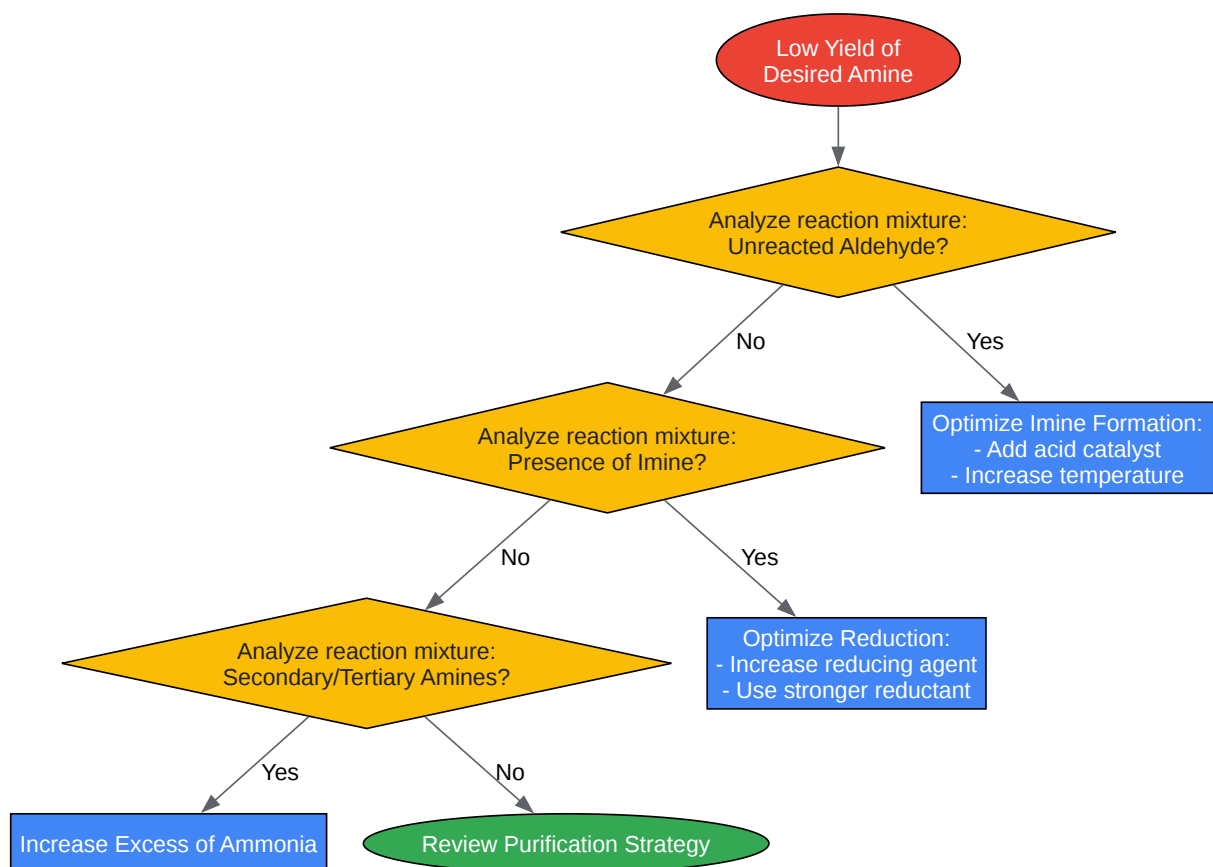 Low Yield of
Desired Amine
Analyze reaction mixture:
Unreacted Aldehyde?
No
Yes
Analyze reaction mixture:
Presence of Imine?
Optimize Imine Formation:
- Add acid catalyst
- Increase temperature
No
Yes
Analyze reaction mixture:
Secondary/Tertiary Amines?
Optimize Reduction:
- Increase reducing agent
- Use stronger reductant
Yes
No
Increase Excess of Ammonia
Review Purification Strategy